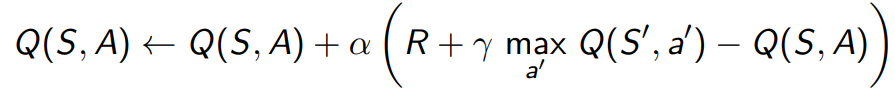 Q(S, A) ← Q(S, A) + α ( R + γ max_{a′} Q(S′, a′) − Q(S, A) )